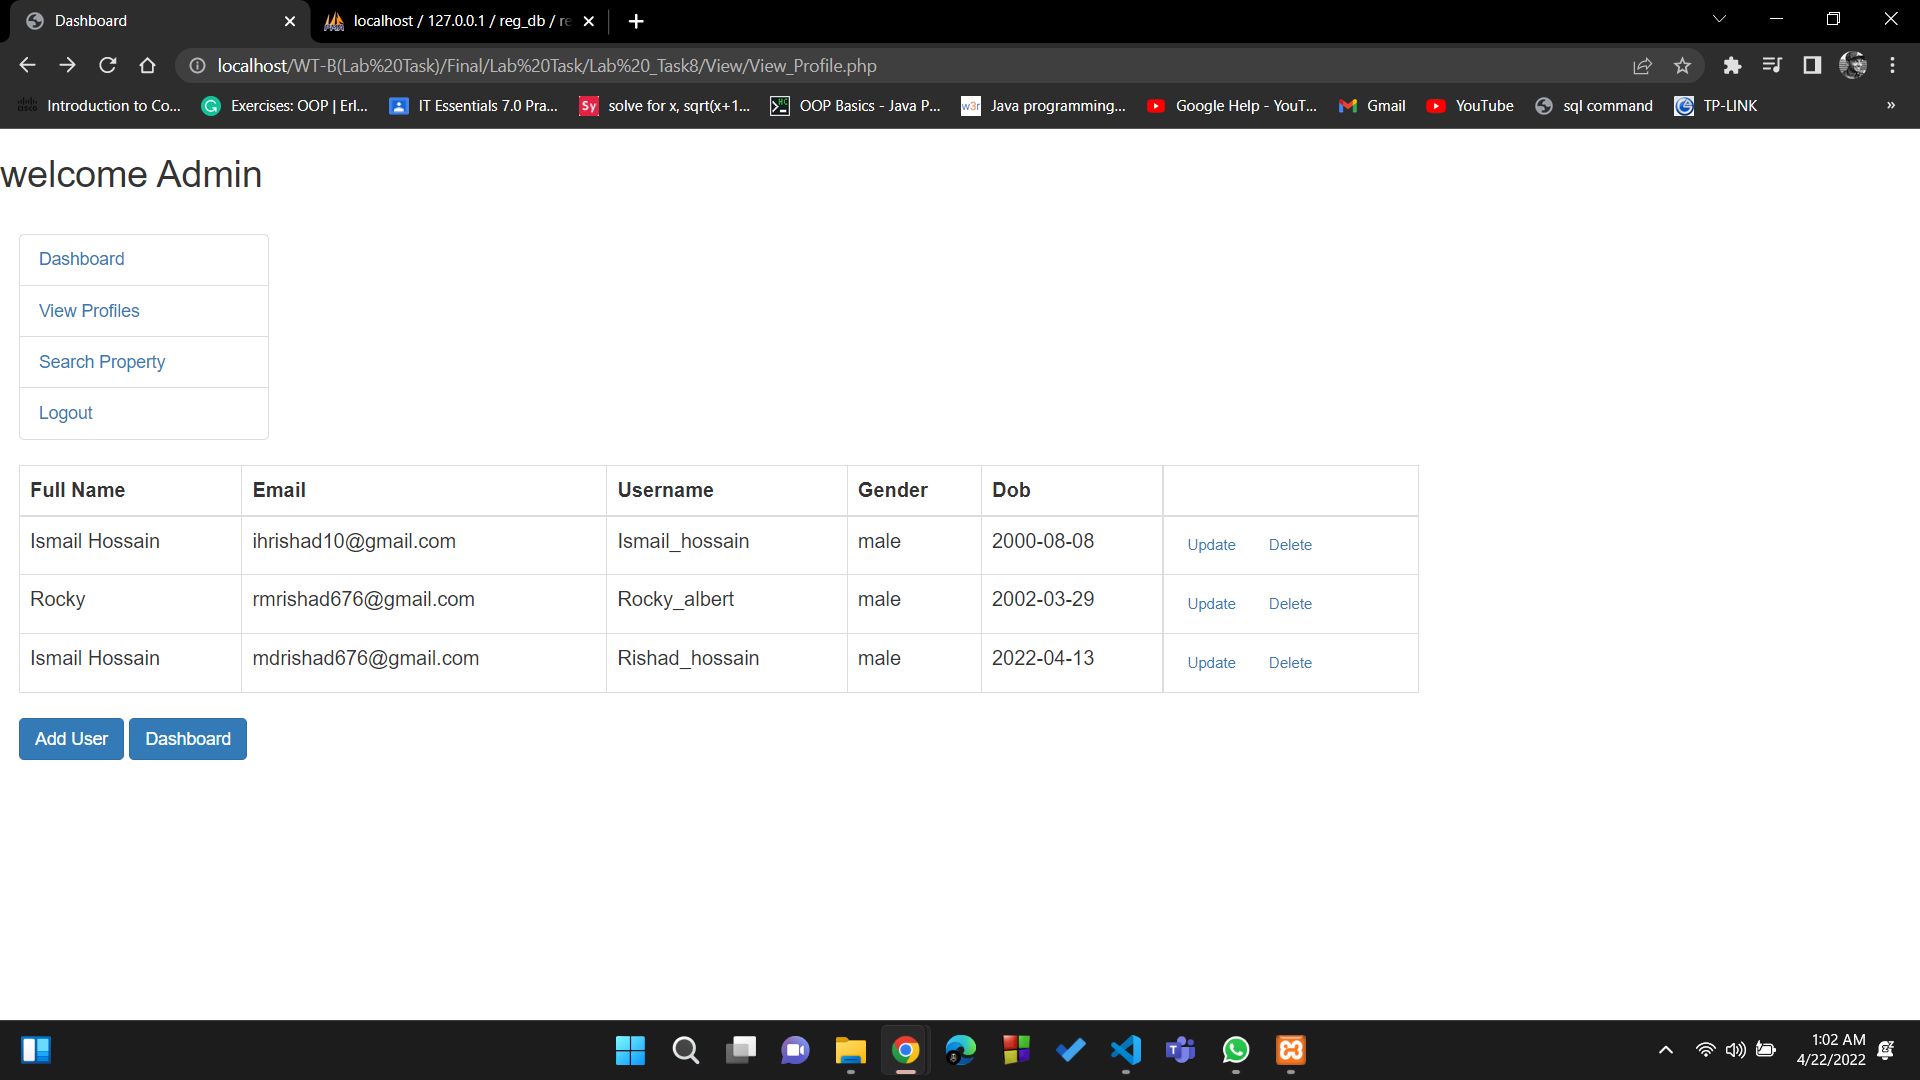 Dashboard
localhost / 127.0.0.1 / reg_db / re
localhost/WT-B(Lab%20Task)/Final/Lab%20Task/Lab%20_Task8/View/View_Profile.php
Introduction to Co... Exercises: OOP | Erl... IT Essentials 7.0 Pra... Sy solve for x, sqrt(x+1... OOP Basics - Java P... w3r Java programming... Google Help - YouT... Gmail YouTube sql command TP-LINK »
welcome Admin
Dashboard
View Profiles
Search Property
Logout
Full Name Email Username Gender Dob
Ismail Hossain ihrishad10@gmail.com Ismail_hossain male 2000-08-08 Update Delete
Rocky rmrishad676@gmail.com Rocky_albert male 2002-03-29 Update Delete
Ismail Hossain mdrishad676@gmail.com Rishad_hossain male 2022-04-13 Update Delete
Add User Dashboard
1:02 AM
4/22/2022